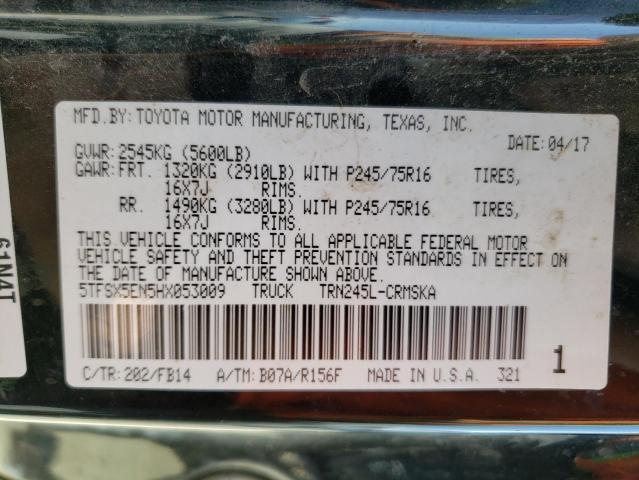 MFD.BY: TOYOTA MOTOR MANUFACTURING, TEXAS, INC.
DATE: 04/17
GVWR: 2545KG (5600LB)
GAWR: FRT. 1320KG (2910LB) WITH P245/75R16 TIRES,
16X7J RIMS.
RR. 1490KG (3280LB) WITH P245/75R16 TIRES,
16X7J RIMS.
THIS VEHICLE CONFORMS TO ALL APPLICABLE FEDERAL MOTOR
VEHICLE SAFETY AND THEFT PREVENTION STANDARDS IN EFFECT ON
THE DATE OF MANUFACTURE SHOWN ABOVE.
5TFSX5EN5HX053009 TRUCK TRN245L-CRMSKA
C/TR: 202/FB14 A/TM: B07A/R156F MADE IN U.S.A. 321
1
61N4T